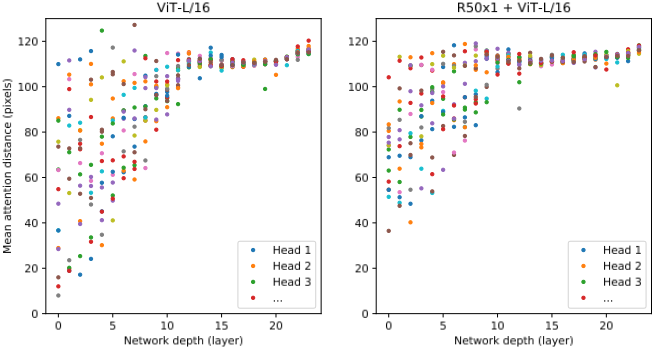 ViT-L/16
R50x1 + ViT-L/16
Mean attention distance (pixels)
120
100
80
60
40
20
0
Head 1
Head 2
Head 3
...
0
5
10
15
20
Network depth (layer)
120
100
80
60
40
20
0
Head 1
Head 2
Head 3
...
0
5
10
15
20
Network depth (layer)